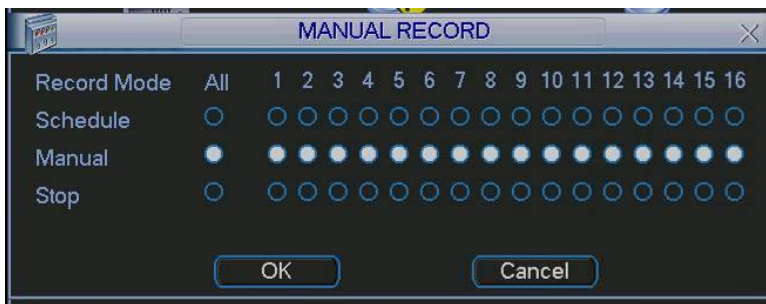 MANUAL RECORD
Record Mode All 1 2 3 4 5 6 7 8 9 10 11 12 13 14 15 16
Schedule
Manual
Stop
OK Cancel